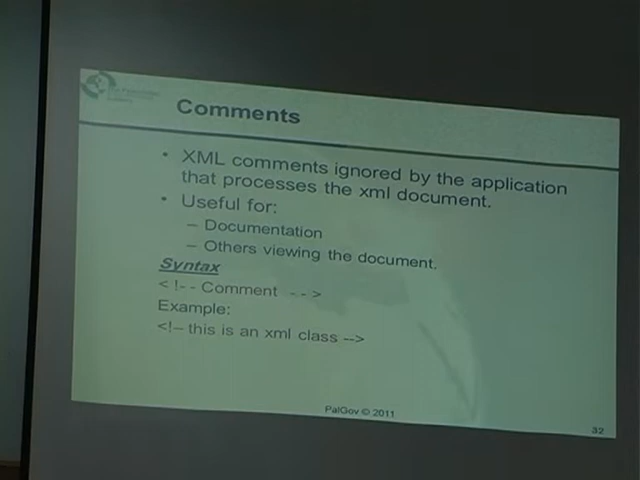 Comments
• XML comments ignored by the application
that processes the xml document.
• Useful for:
– Documentation
– Others viewing the document.
Syntax
< !-- Comment -- >
Example:
<!– this is an xml class –>
PalGov © 2011
32